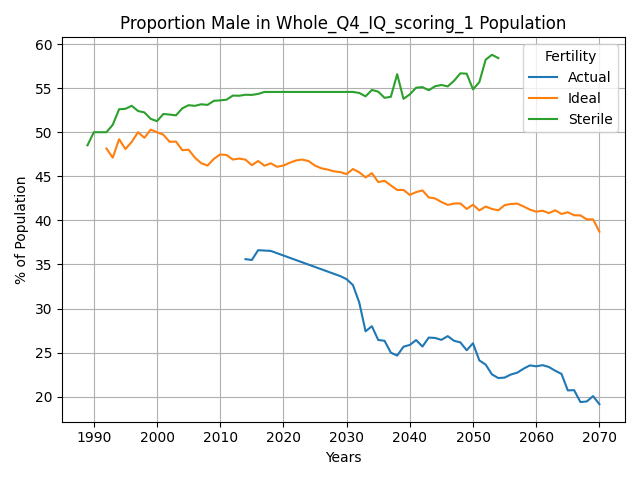 Proportion Male in Whole_Q4_IQ_scoring_1 Population
60
55
50
45
40
35
30
25
20
% of Population
Fertility
Actual
Ideal
Sterile
1990 2000 2010 2020 2030 2040 2050 2060 2070
Years